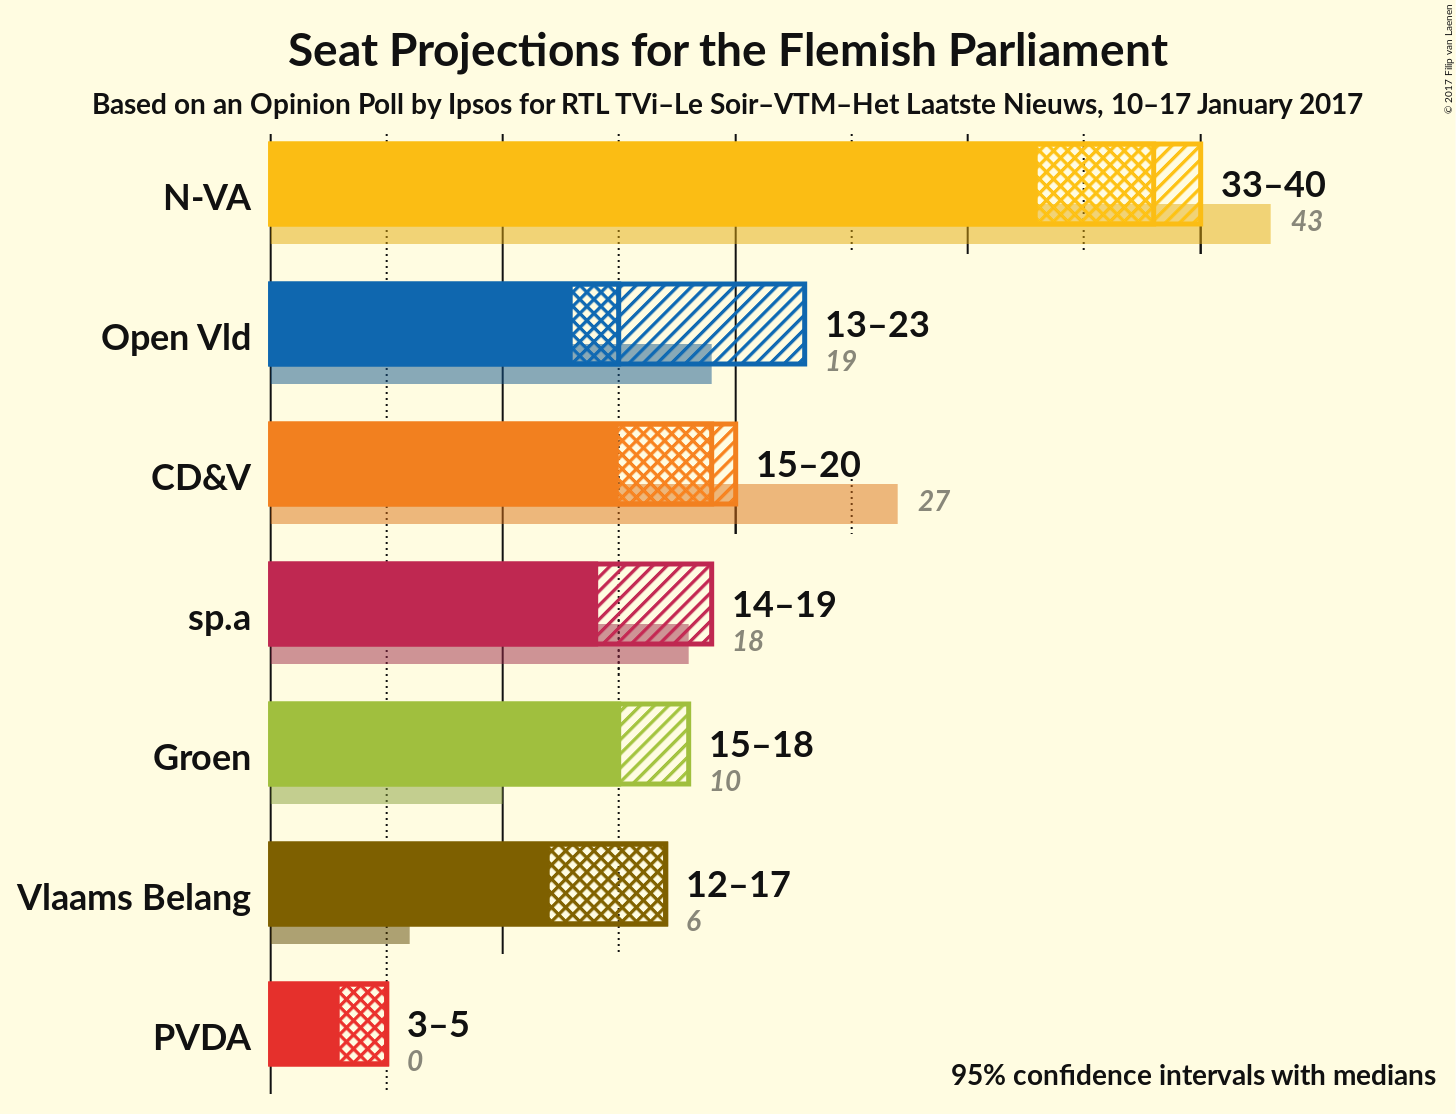 Seat Projections for the Flemish Parliament
Based on an Opinion Poll by Ipsos for RTL TVi–Le Soir–VTM–Het Laatste Nieuws, 10–17 January 2017
© 2017 Filip van Laenen
N-VA
33–40
43
Open Vld
13–23
19
CD&V
15–20
27
sp.a
14–19
18
Groen
15–18
10
Vlaams Belang
12–17
6
PVDA
3–5
0
95% confidence intervals with medians